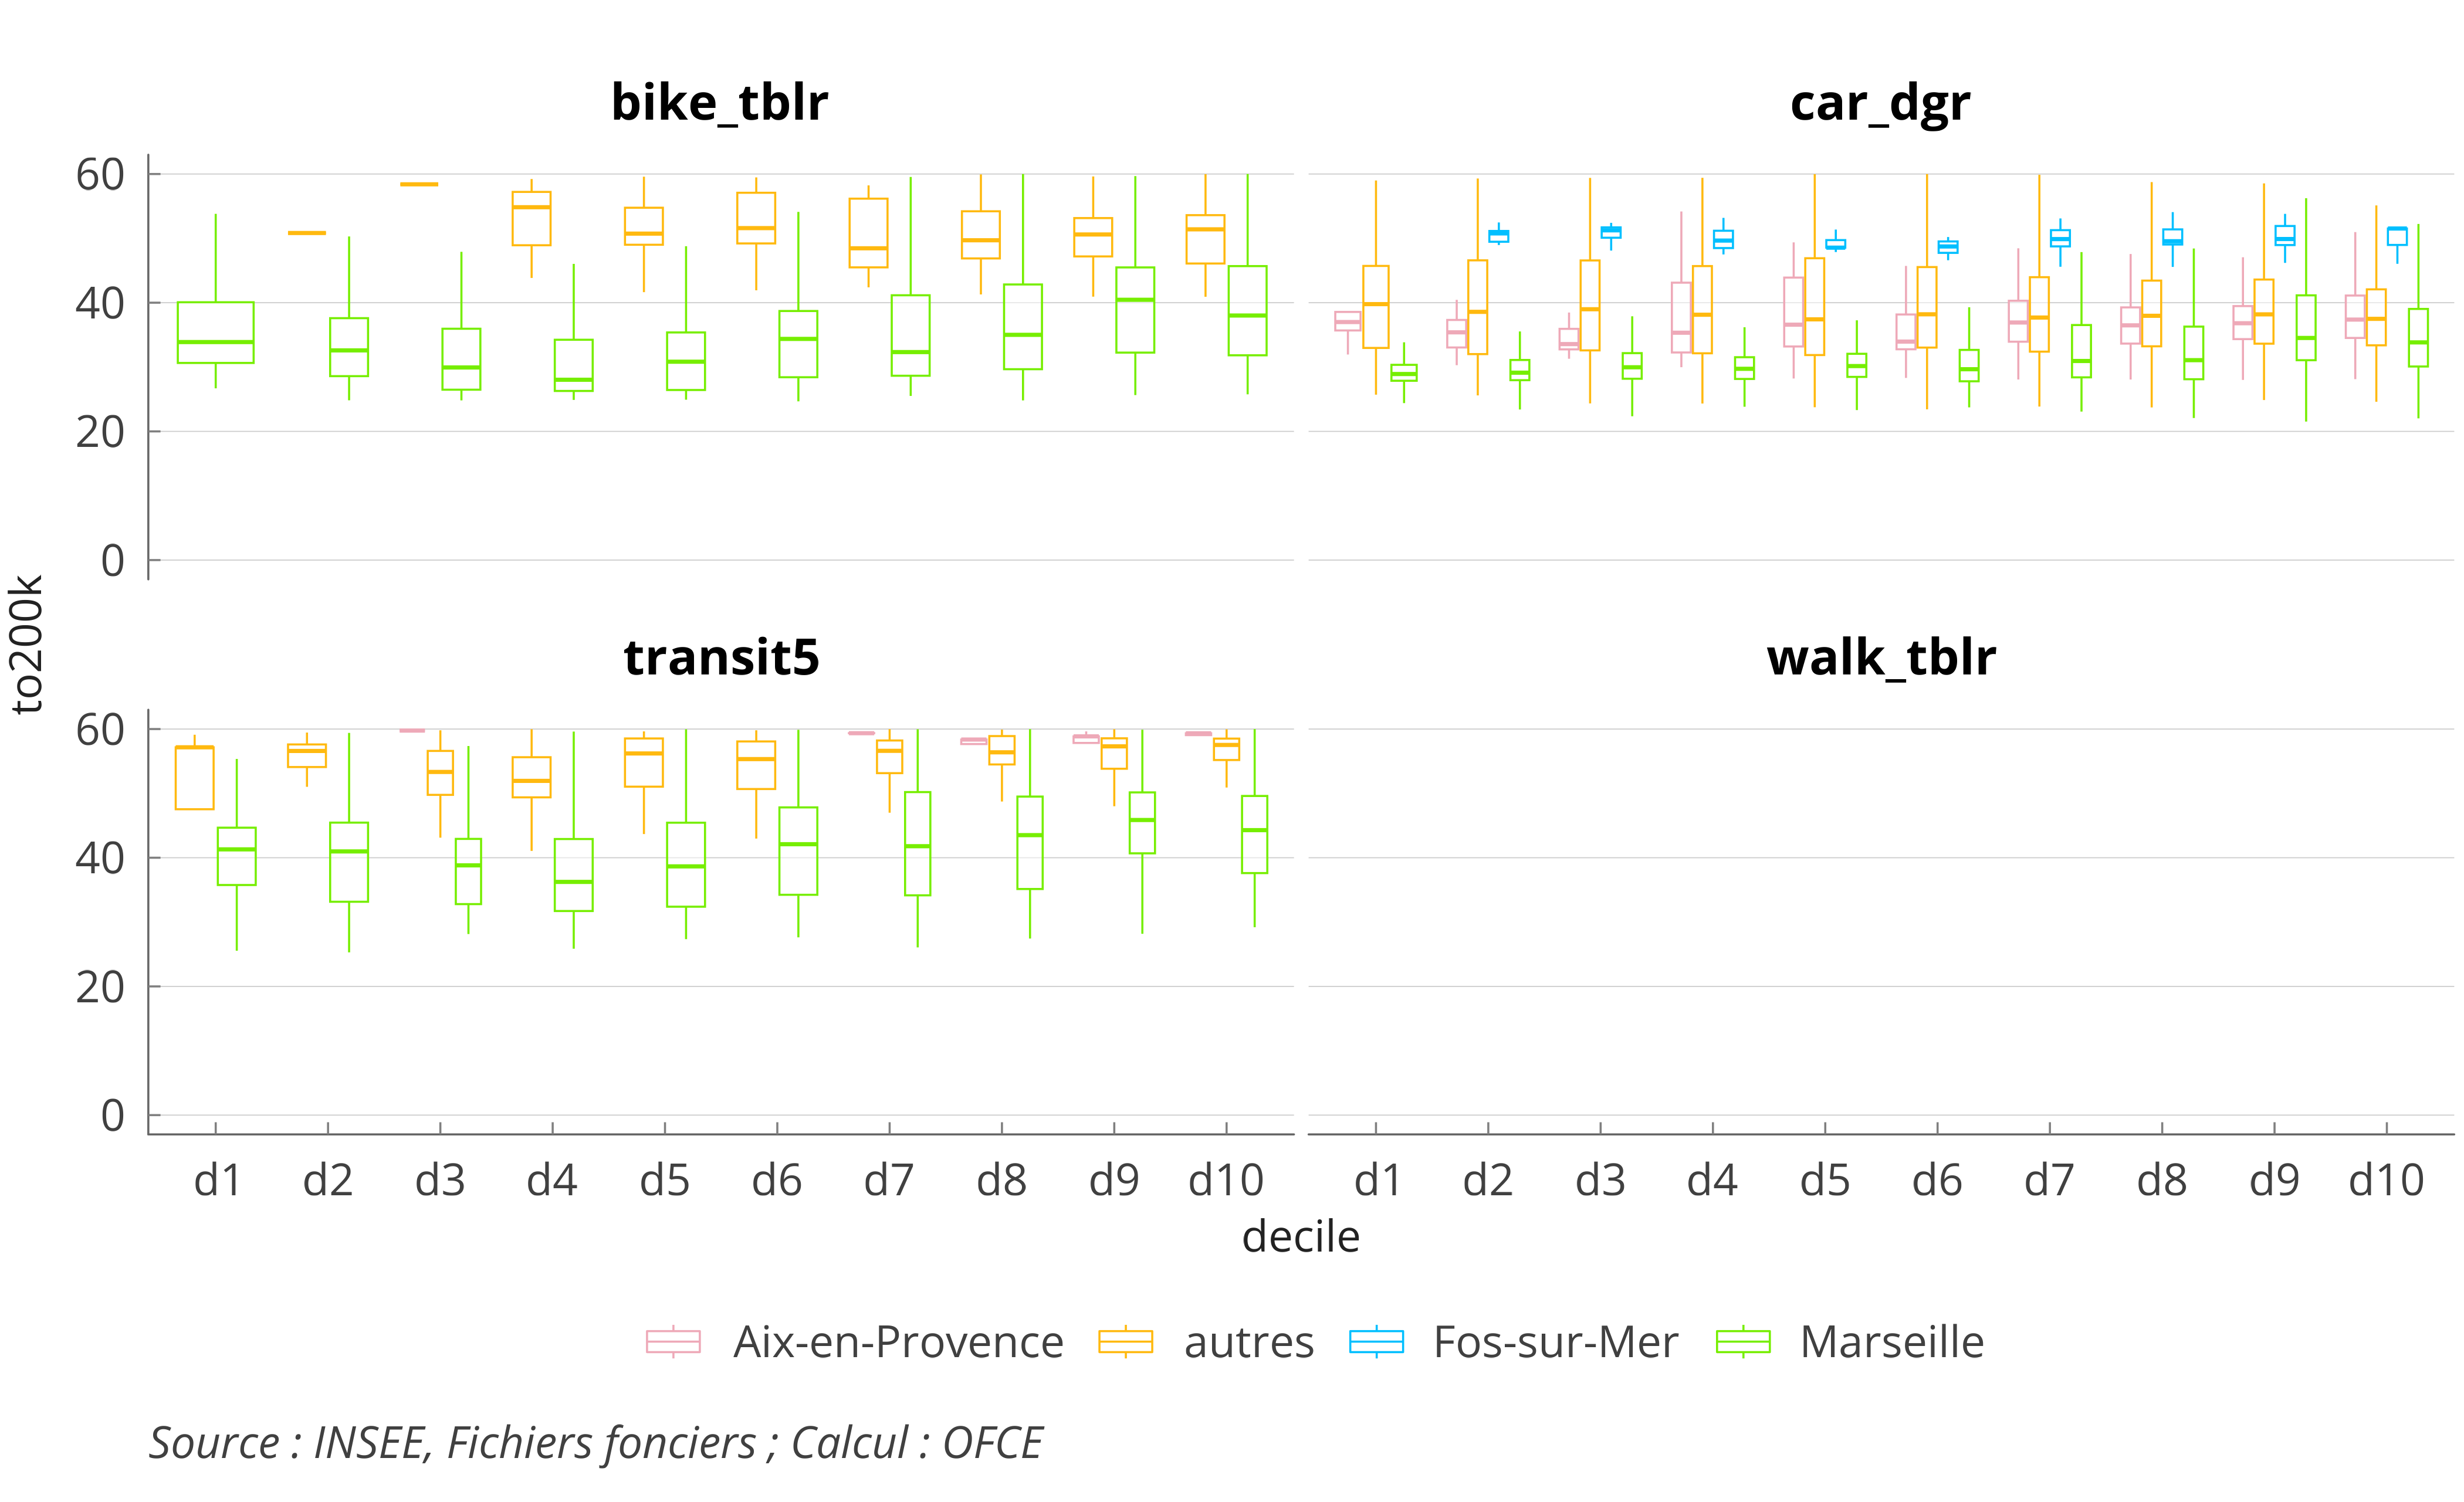 bike_tblr
car_dgr
60
40
20
0
to200k
transit5
walk_tblr
60
40
20
0
d1 d2 d3 d4 d5 d6 d7 d8 d9 d10
d1 d2 d3 d4 d5 d6 d7 d8 d9 d10
decile
Aix-en-Provence autres Fos-sur-Mer Marseille
Source : INSEE, Fichiers fonciers ; Calcul : OFCE